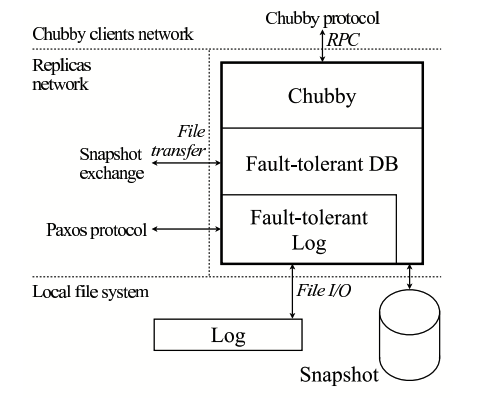 Chubby protocol
Chubby clients network
RPC
Replicas
network
Chubby
File
Snapshot transfer
exchange
Fault-tolerant DB
Paxos protocol
Fault-tolerant
Log
Local file system
File I/O
Log
Snapshot